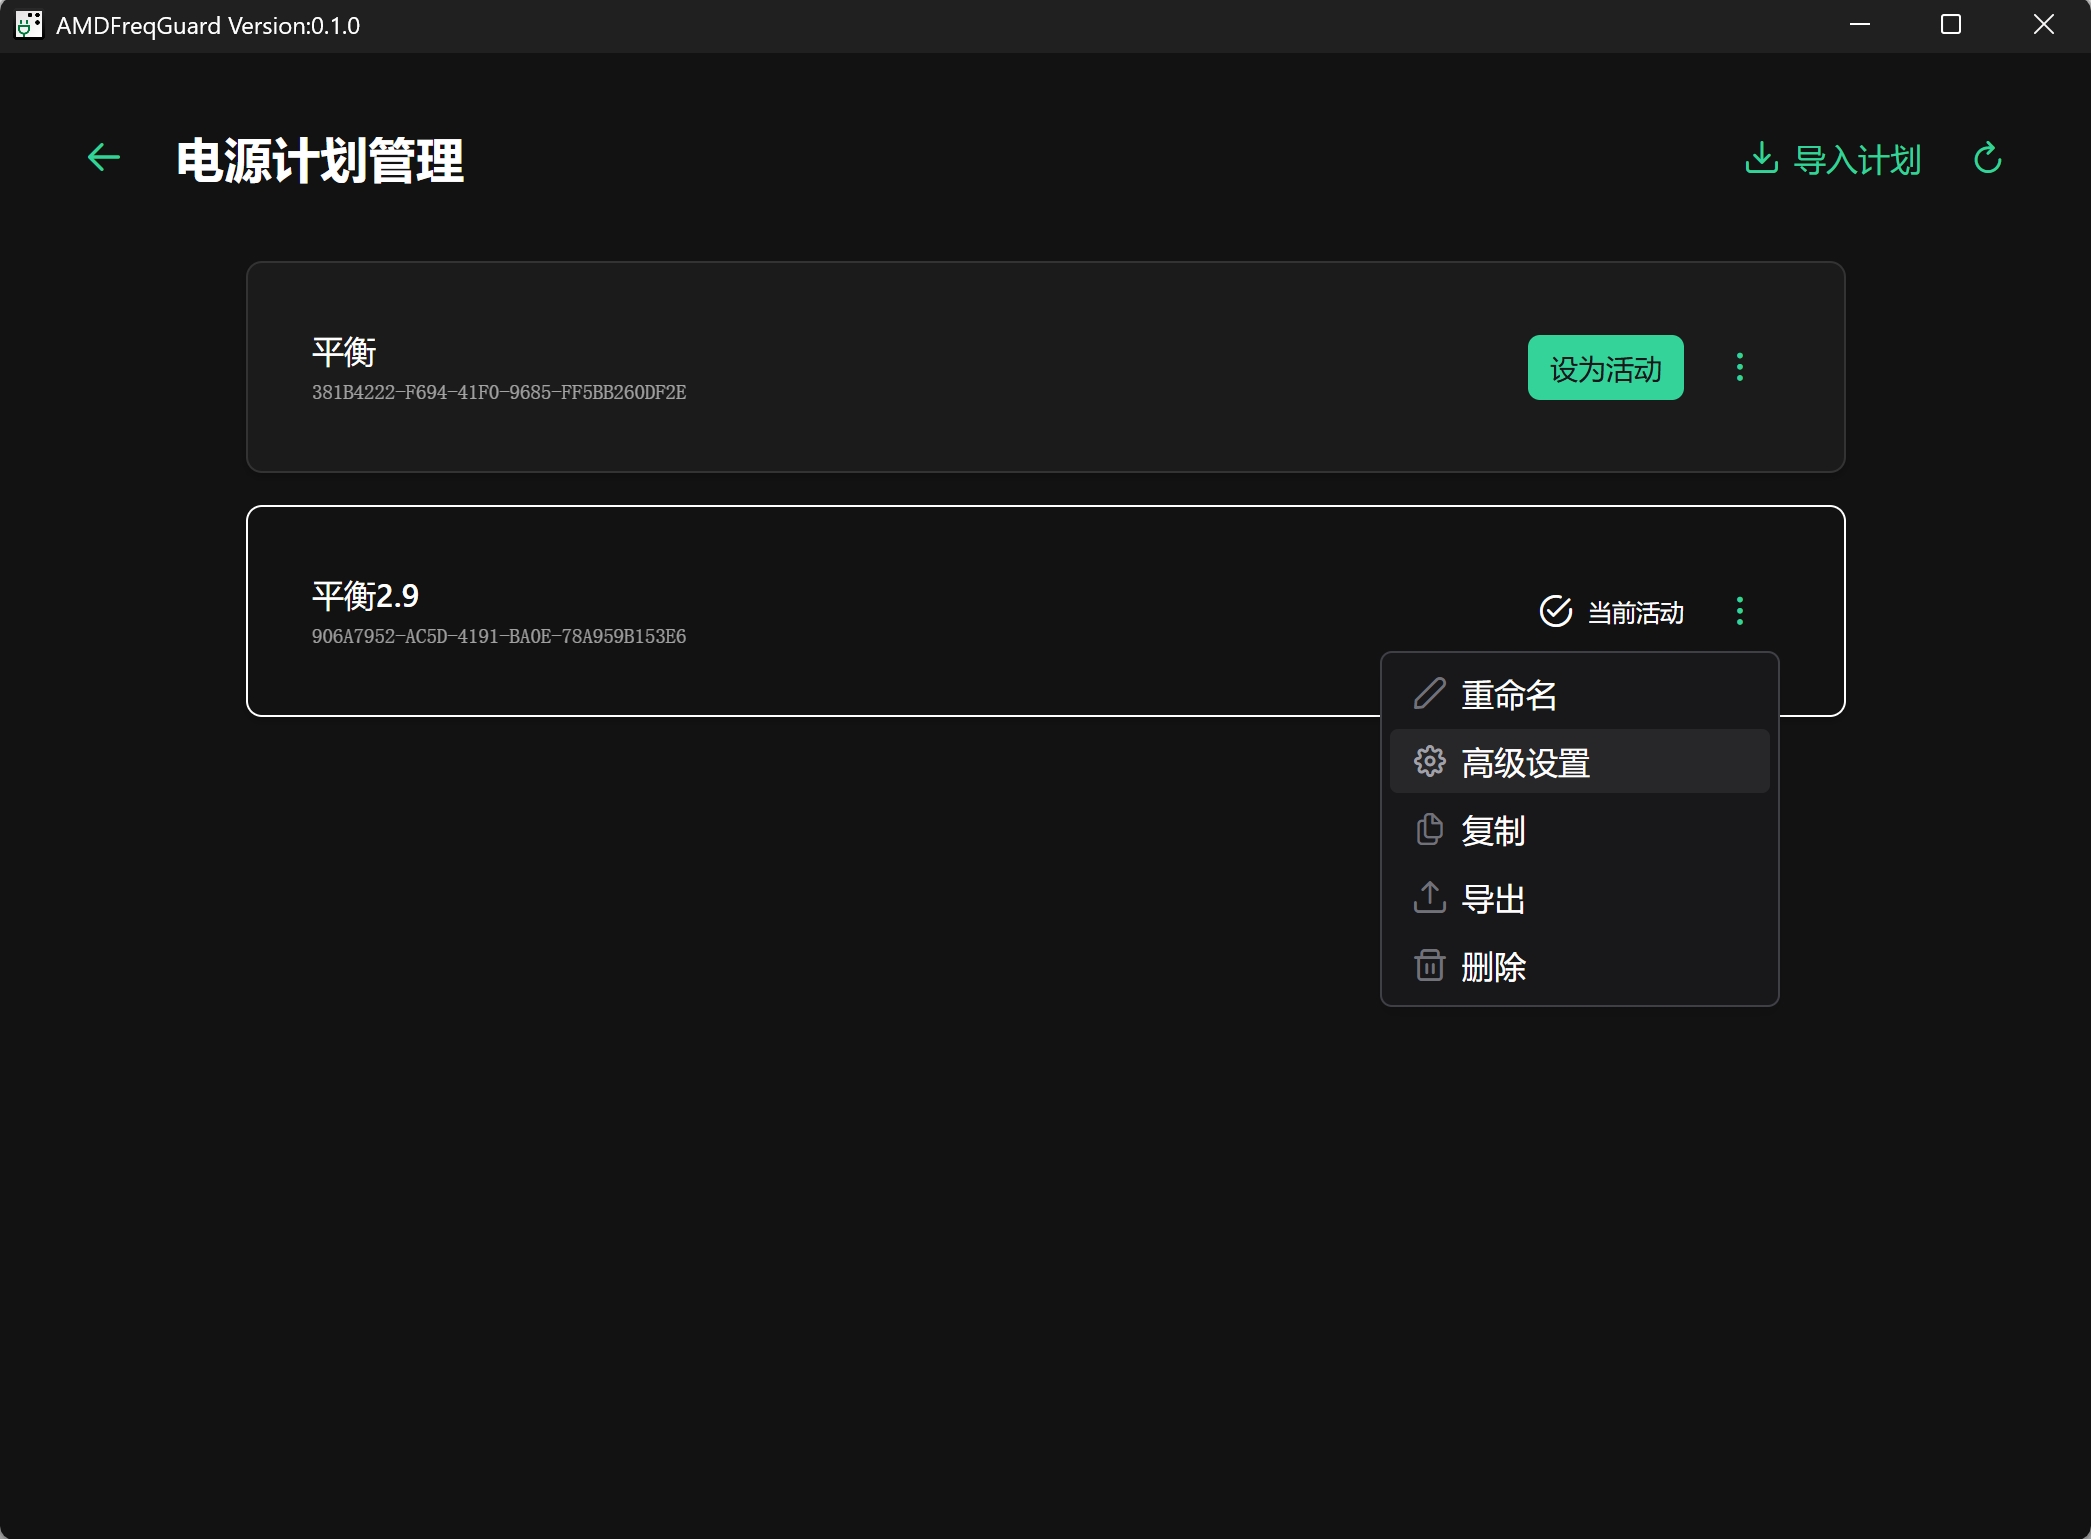 AMDFreqGuard Version:0.1.0
电源计划管理
导入计划
平衡
381B4222-F694-41F0-9685-FF5BB260DF2E
设为活动
平衡2.9
906A7952-AC5D-4191-BA0E-78A959B153E6
当前活动
重命名
高级设置
复制
导出
删除